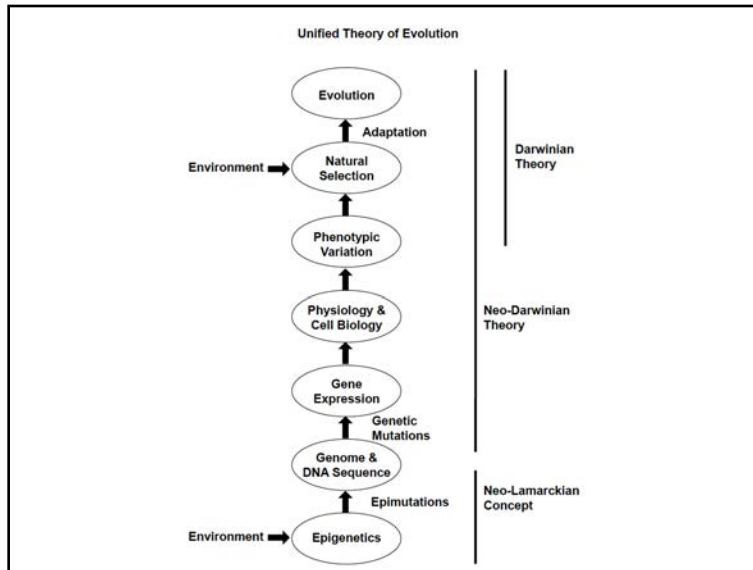 Unified Theory of Evolution
Evolution
Adaptation
Environment
Natural
Selection
Darwinian
Theory
Phenotypic
Variation
Physiology &
Cell Biology
Neo-Darwinian
Theory
Gene
Expression
Genetic
Mutations
Genome &
DNA Sequence
Epimutations
Neo-Lamarckian
Concept
Environment
Epigenetics